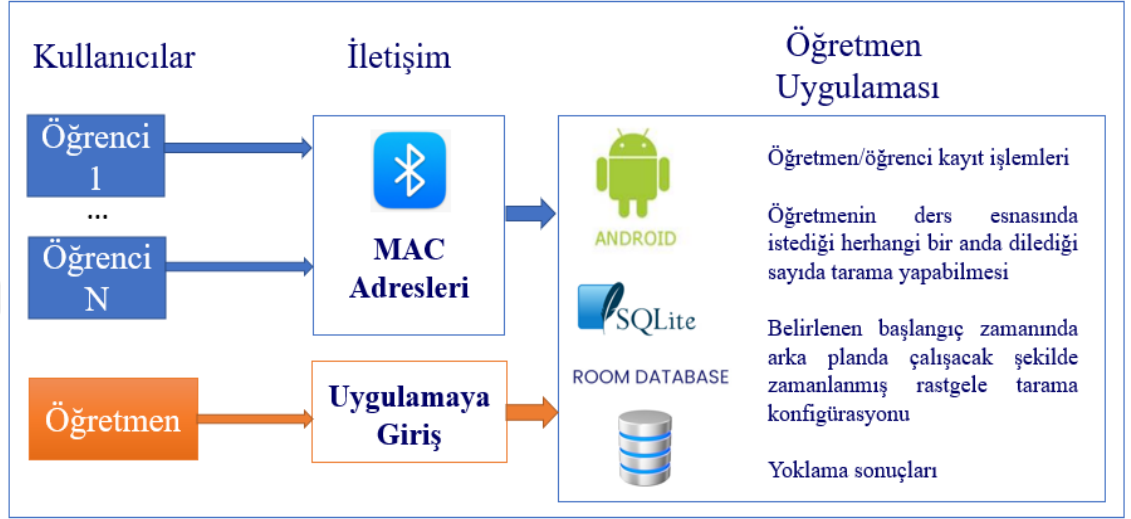 Kullanıcılar
İletişim
Öğretmen
Uygulaması
Öğrenci
1
...
Öğrenci
N
Öğretmen
MAC
Adresleri
Uygulamaya
Giriş
ANDROID
SQLite
ROOM DATABASE
Öğretmen/öğrenci kayıt işlemleri
Öğretmenin ders esnasında
istediği herhangi bir anda dilediği
sayıda tarama yapabilmesi
Belirlenen başlangıç zamanında
arka planda çalışacak şekilde
zamanlanmış rastgele tarama
konfigürasyonu
Yoklama sonuçları